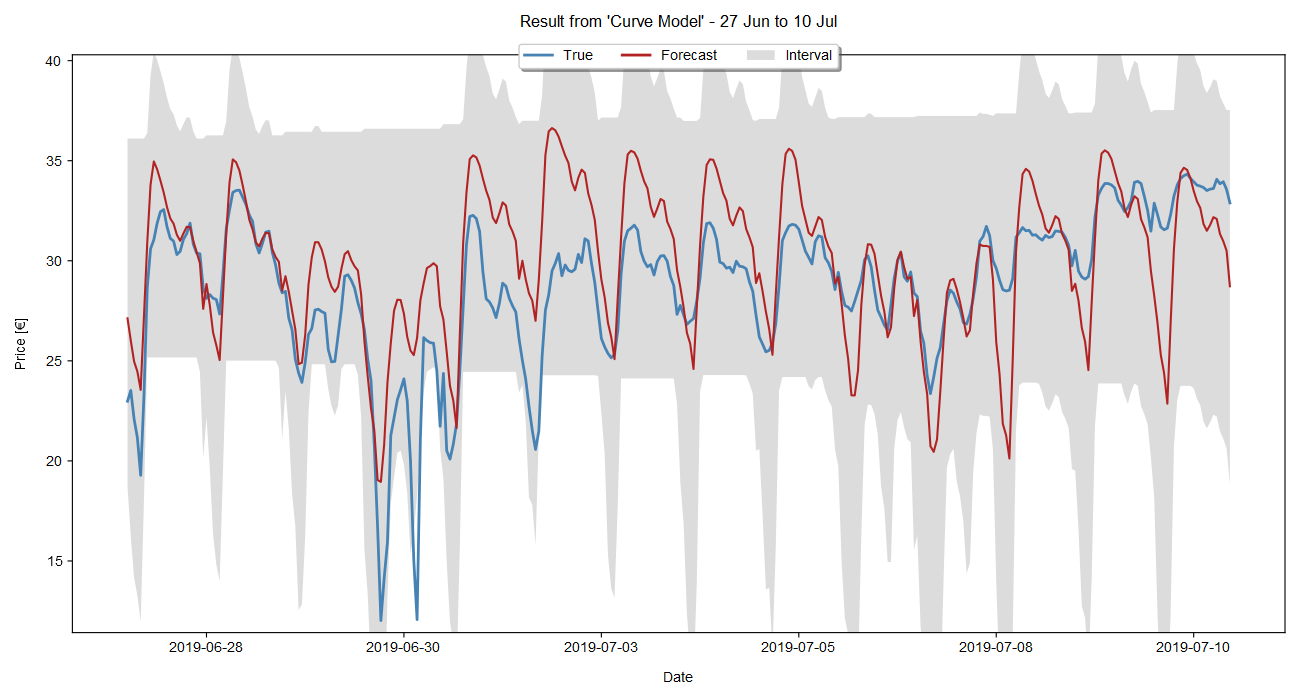 Result from 'Curve Model' - 27 Jun to 10 Jul
True Forecast Interval
40
35
30
25
20
15
Price [€]
2019-06-28 2019-06-30 2019-07-03 2019-07-05 2019-07-08 2019-07-10
Date